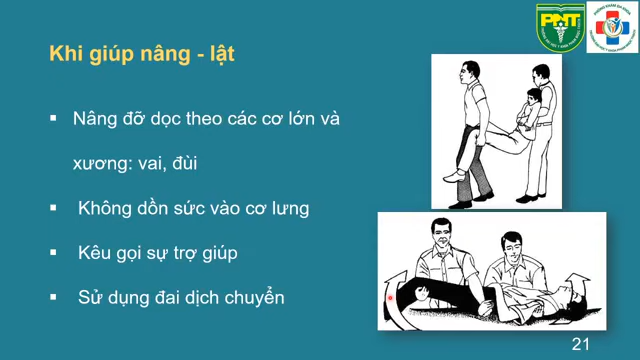 PNT
Khi giúp nâng - lật
▪ Nâng đỡ dọc theo các cơ lớn và
xương: vai, đùi
▪ Không dồn sức vào cơ lưng
▪ Kêu gọi sự trợ giúp
▪ Sử dụng đai dịch chuyển
21